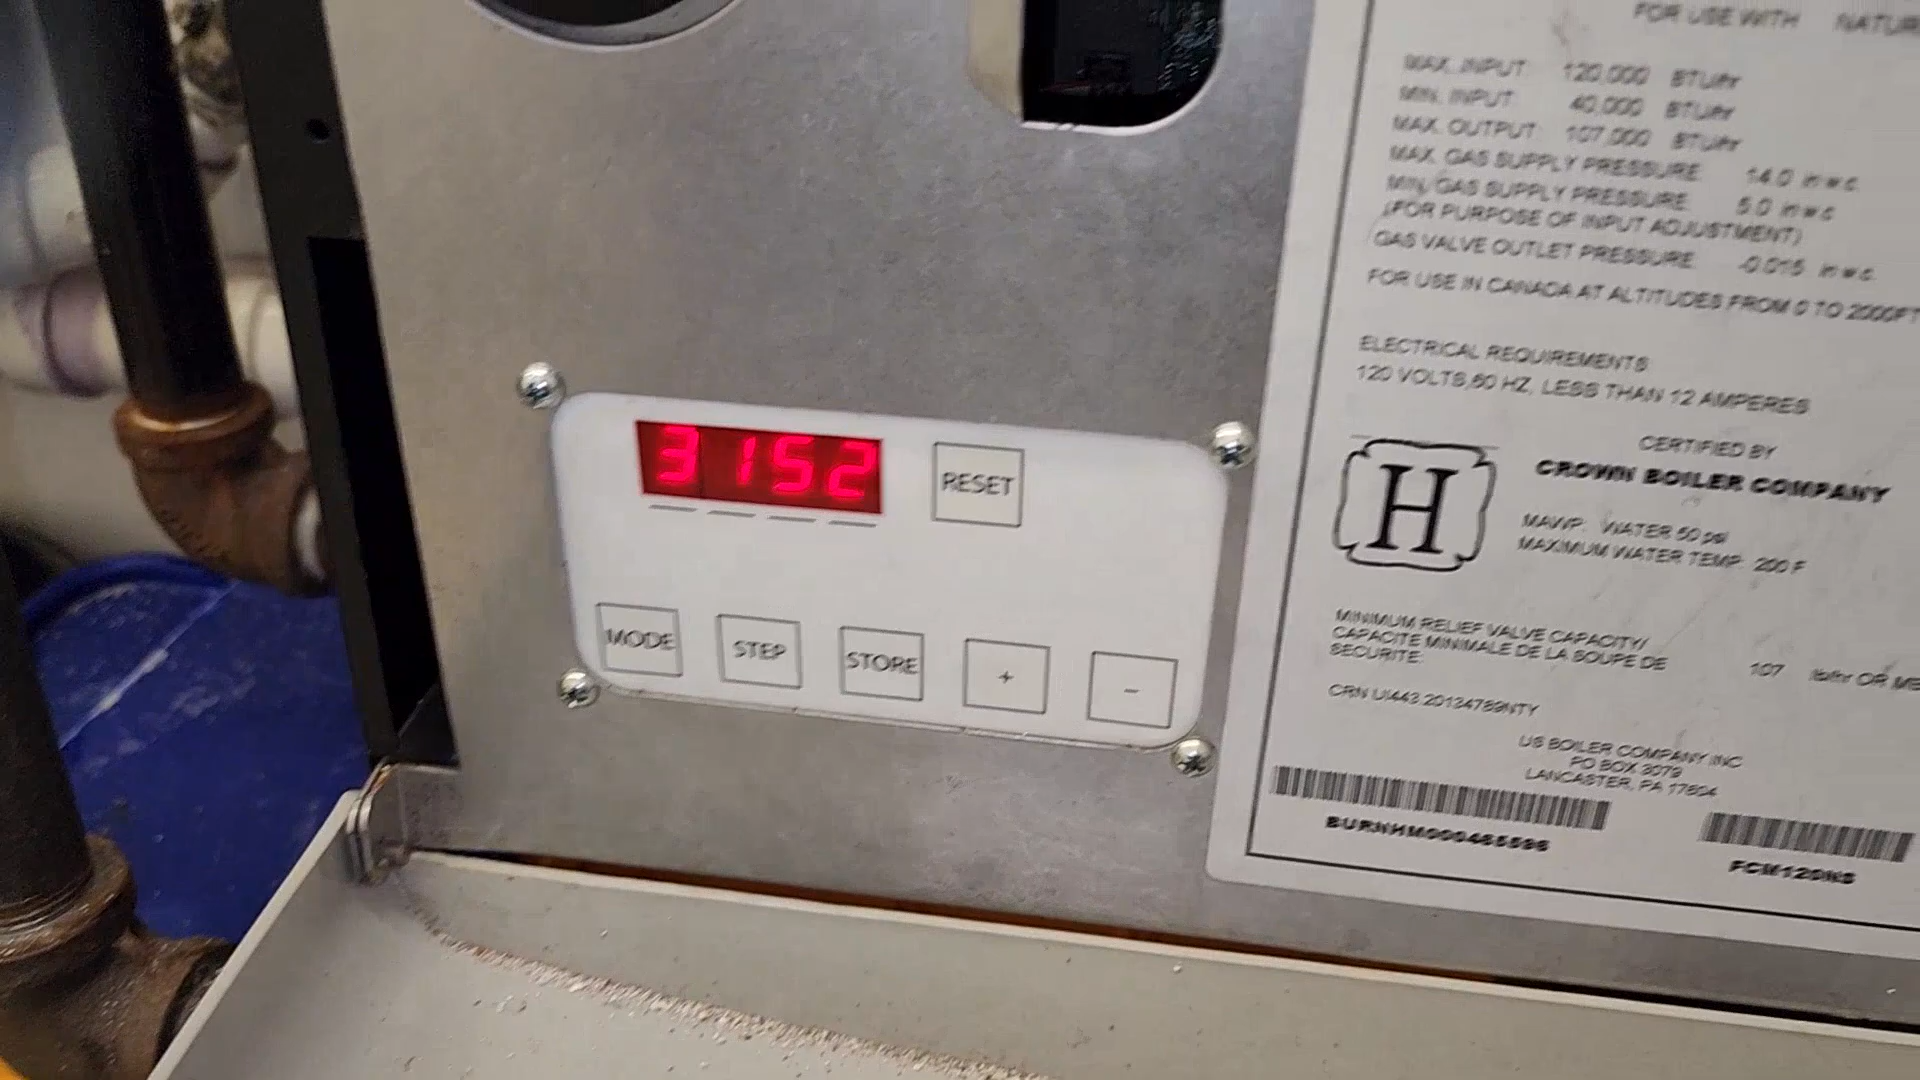 3152
RESET
MODE
STEP
STORE
+
-
FOR USE WITH NATUR
MAX. INPUT: 120,000 BTU/hr
MIN. INPUT: 40,000 BTU/hr
MAX. OUTPUT: 107,000 BTU/hr
MAX. GAS SUPPLY PRESSURE: 14.0 in w.c.
MIN. GAS SUPPLY PRESSURE: 5.0 in w.c.
(FOR PURPOSE OF INPUT ADJUSTMENT)
GAS VALVE OUTLET PRESSURE: -0.015 in w.c.
FOR USE IN CANADA AT ALTITUDES FROM 0 TO 2000FT
ELECTRICAL REQUIREMENTS
120 VOLTS, 60 HZ, LESS THAN 12 AMPERES
CERTIFIED BY
CROWN BOILER COMPANY
H
MAWP: WATER 50 psi
MAXIMUM WATER TEMP: 200 F
MINIMUM RELIEF VALVE CAPACITY/
CAPACITE MINIMALE DE LA SOUPE DE
SECURITE: 107 lb/hr OR ME
CRN
US BOILER COMPANY INC
PO BOX 3079
LANCASTER, PA 17604
FCM120NS